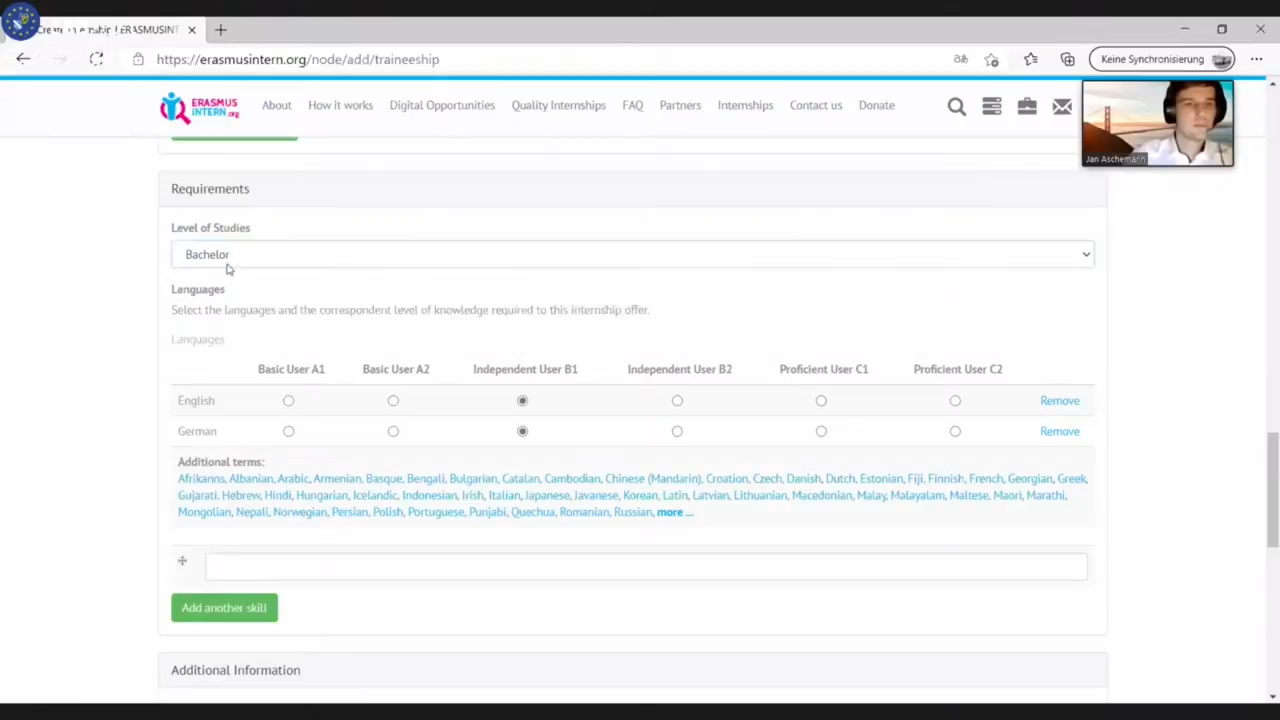 https://erasmusintern.org/node/add/traineeship
Keine Synchronisierung
ERASMUS
INTERN.org
About How it works Digital Opportunities Quality Internships FAQ Partners Internships Contact us Donate
Jan Aschemann
Requirements
Level of Studies
Bachelor
Languages
Select the languages and the correspondent level of knowledge required to this internship offer.
Languages
Basic User A1 Basic User A2 Independent User B1 Independent User B2 Proficient User C1 Proficient User C2
English Remove
German Remove
Additional terms:
Afrikanns, Albanian, Arabic, Armenian, Basque, Bengali, Bulgarian, Catalan, Cambodian, Chinese (Mandarin), Croation, Czech, Danish, Dutch, Estonian, Fiji, Finnish, French, Georgian, Greek,
Gujarati, Hebrew, Hindi, Hungarian, Icelandic, Indonesian, Irish, Italian, Japanese, Javanese, Korean, Latin, Latvian, Lithuanian, Macedonian, Malay, Malayalam, Maltese, Maori, Marathi,
Mongolian, Nepali, Norwegian, Persian, Polish, Portuguese, Punjabi, Quechua, Romanian, Russian, more ...
Add another skill
Additional Information